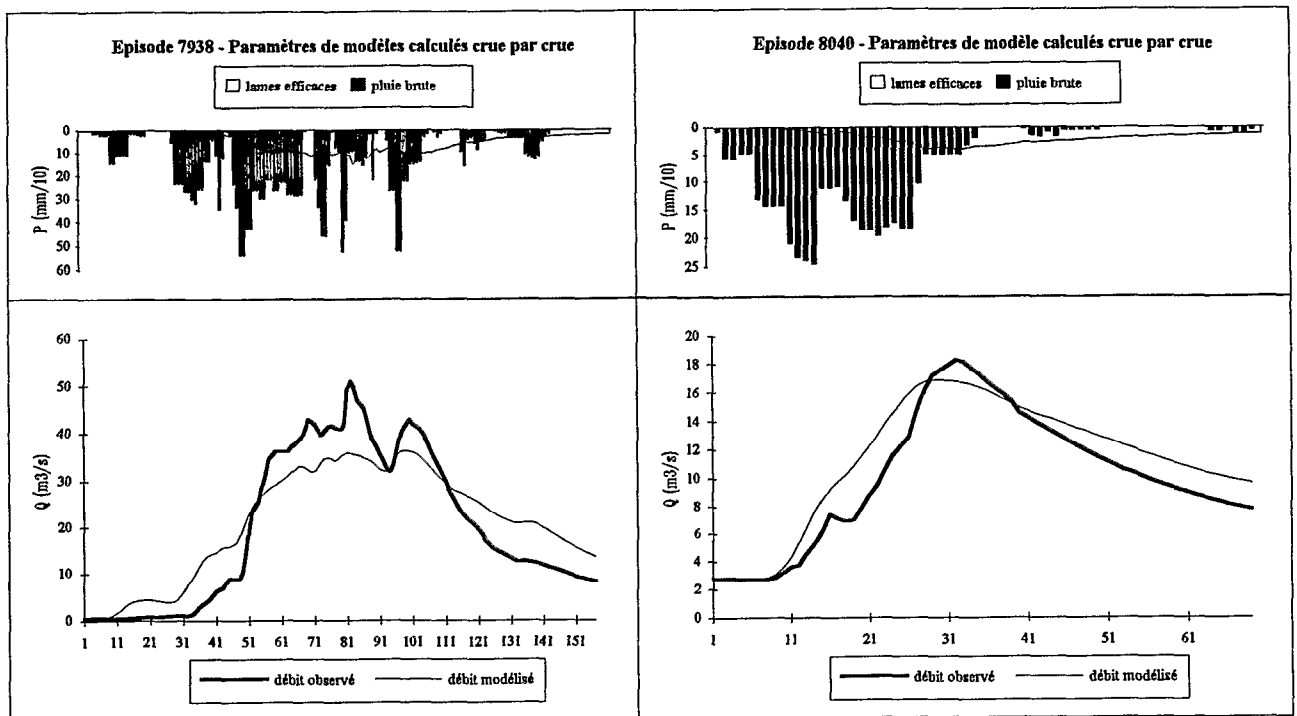 Episode 7938 - Paramètres de modèles calculés crue par crue
lames efficaces pluie brute
P (mm/10)
0
10
20
30
40
50
60
Q (m3/s)
60
50
40
30
20
10
0
1 11 21 31 41 51 61 71 81 91 101 111 121 131 141 151
débit observé débit modélisé
Episode 8040 - Paramètres de modèle calculés crue par crue
lames efficaces pluie brute
P (mm/10)
0
5
10
15
20
25
Q (m3/s)
20
18
16
14
12
10
8
6
4
2
0
1 11 21 31 41 51 61
débit observé débit modélisé